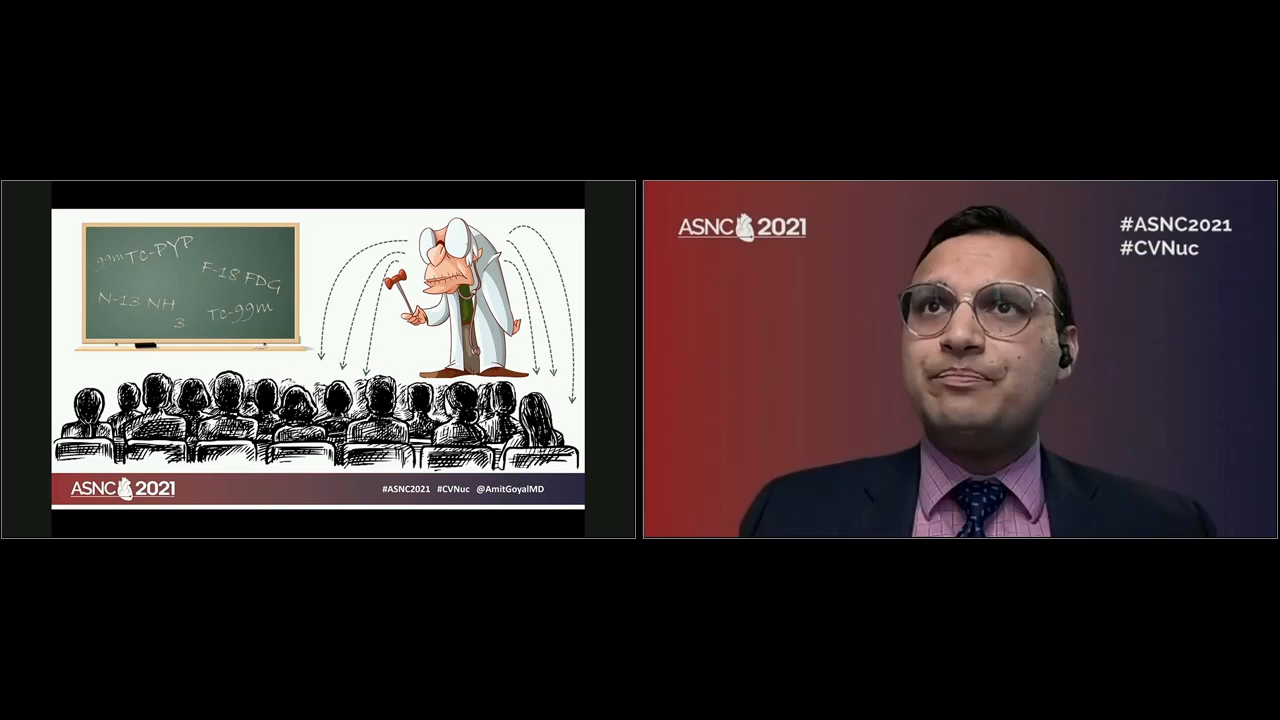 99mTc-PYP
F-18 FDG
N-13 NH
3
Tc-99m
ASNC 2021
#ASNC2021 #CVNuc @AmitGoyalMD
ASNC 2021
#ASNC2021
#CVNuc